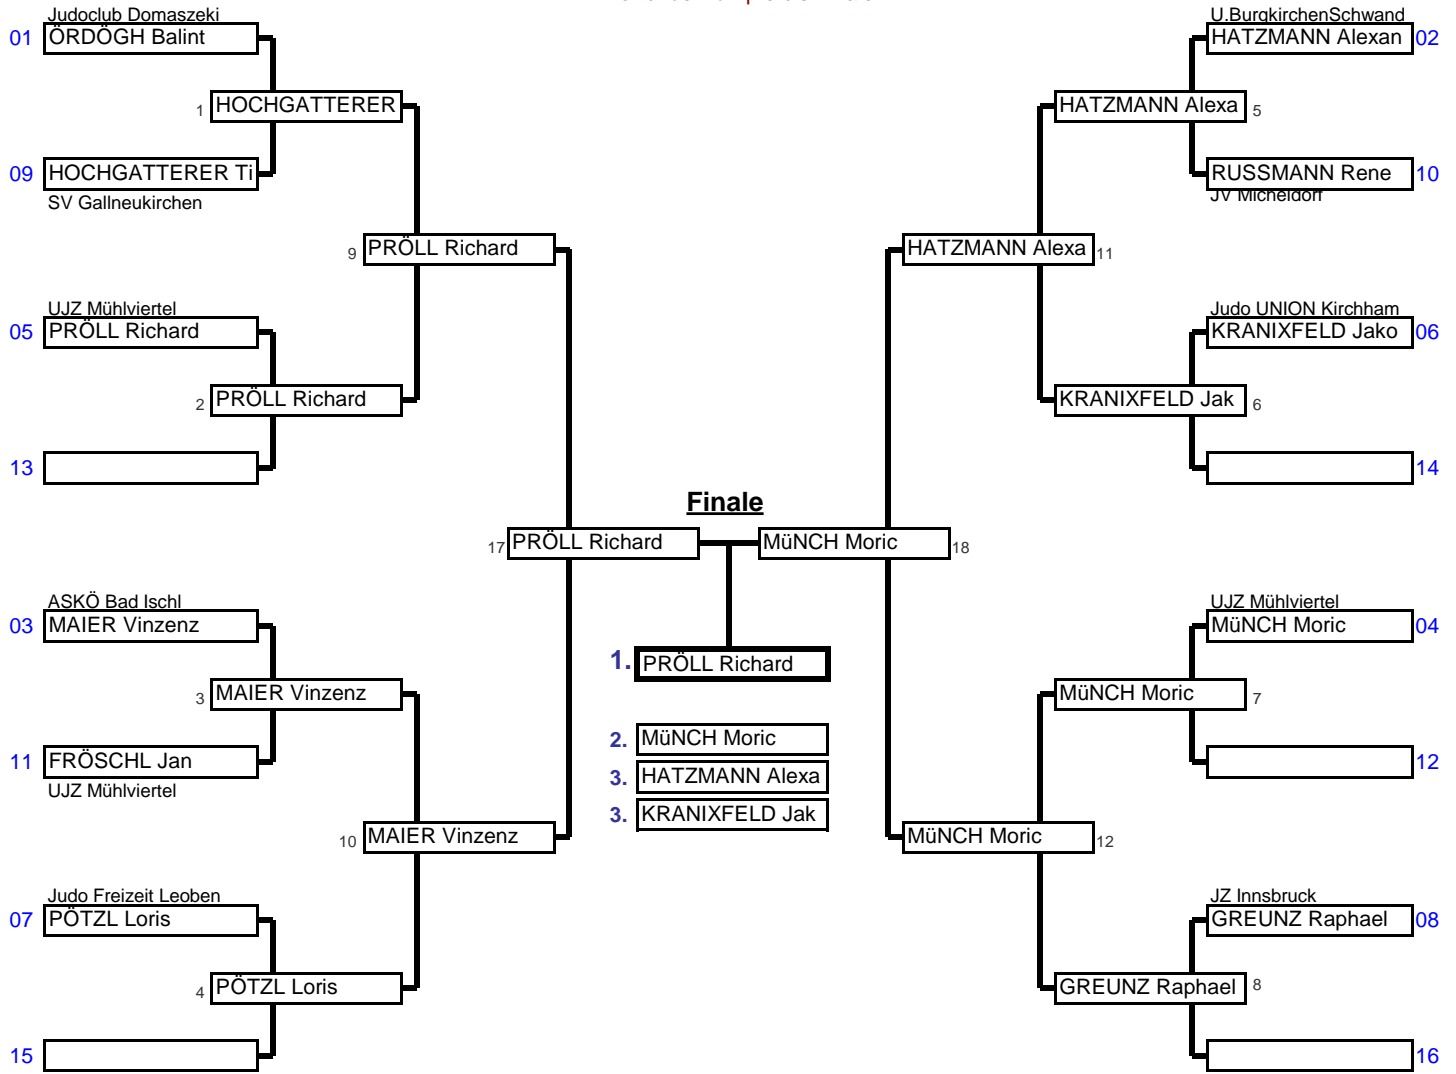 Judoclub Domaszeki
01 ÖRDÖGH Balint
1 HOCHGATTERER
09 HOCHGATTERER Ti
SV Gallneukirchen
9 PRÖLL Richard
UJZ Mühlviertel
05 PRÖLL Richard
2 PRÖLL Richard
13
17 PRÖLL Richard
ASKÖ Bad Ischl
03 MAIER Vinzenz
3 MAIER Vinzenz
11 FRÖSCHL Jan
UJZ Mühlviertel
10 MAIER Vinzenz
Judo Freizeit Leoben
07 PÖTZL Loris
4 PÖTZL Loris
15
Finale
1. PRÖLL Richard
2. MüNCH Moric
3. HATZMANN Alexa
3. KRANIXFELD Jak
U.BurgkirchenSchwand
HATZMANN Alexan 02
HATZMANN Alexa 5
RUSSMANN Rene 10
JV Micheldorf
HATZMANN Alexa 11
Judo UNION Kirchham
KRANIXFELD Jako 06
KRANIXFELD Jak 6
14
MüNCH Moric 18
UJZ Mühlviertel
MüNCH Moric 04
MüNCH Moric 7
12
MüNCH Moric 12
JZ Innsbruck
GREUNZ Raphael 08
GREUNZ Raphael 8
16